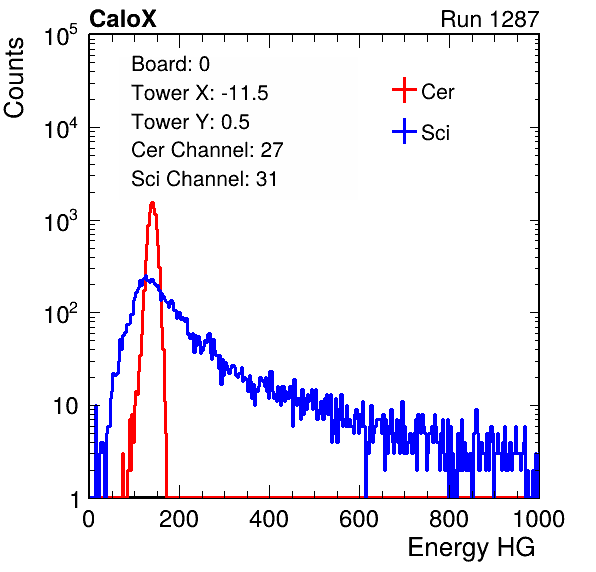 CaloX Run 1287
Counts
10^5
Board: 0
Tower X: -11.5
Tower Y: 0.5
Cer Channel: 27
Sci Channel: 31
Cer
Sci
10^4
10^3
10^2
10
1
0 200 400 600 800 1000
Energy HG